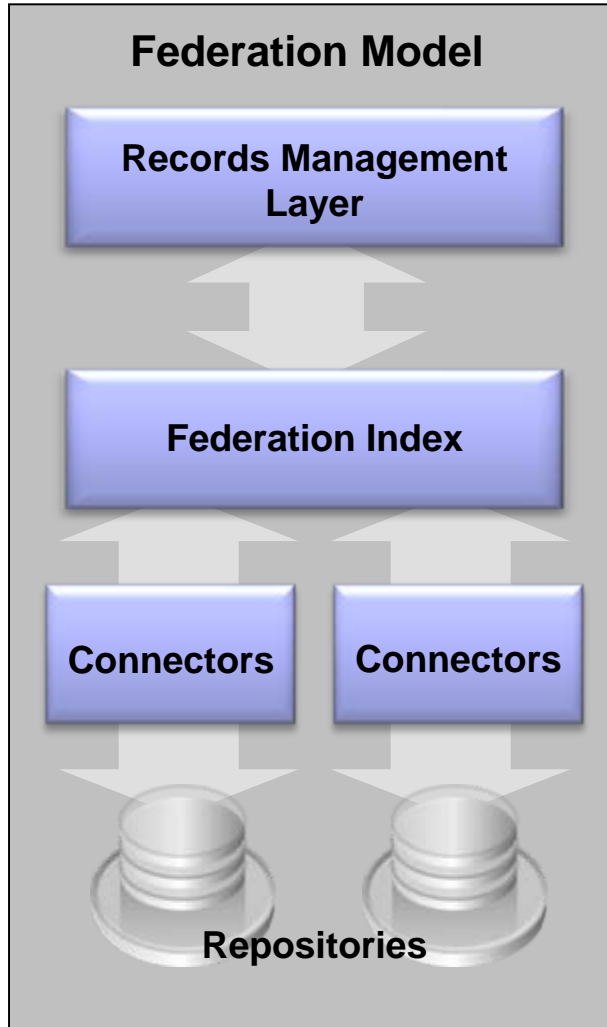 Federation Model
Records Management
Layer
Federation Index
Connectors
Connectors
Repositories